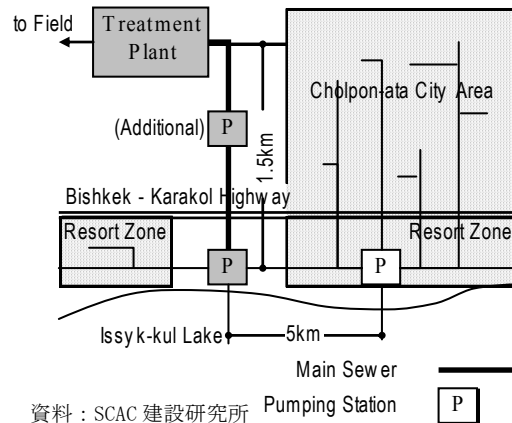 to Field
Treatment
Plant
(Additional)
P
Cholpon-ata City Area
1.5km
Bishkek - Karakol Highway
Resort Zone
Resort Zone
P
P
Issyk-kul Lake
5km
Main Sewer
資料：SCAC 建設研究所
Pumping Station
P